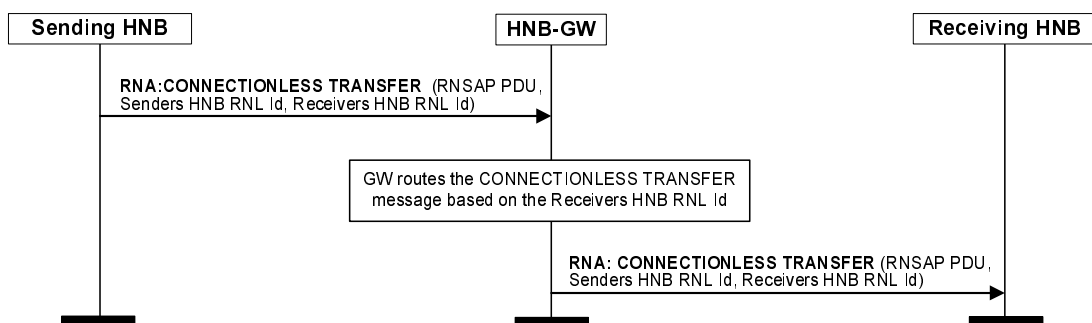 Sending HNB
HNB-GW
Receiving HNB
RNA:CONNECTIONLESS TRANSFER (RNSAP PDU,
Senders HNB RNL Id, Receivers HNB RNL Id)
GW routes the CONNECTIONLESS TRANSFER
message based on the Receivers HNB RNL Id
RNA: CONNECTIONLESS TRANSFER (RNSAP PDU,
Senders HNB RNL Id, Receivers HNB RNL Id)